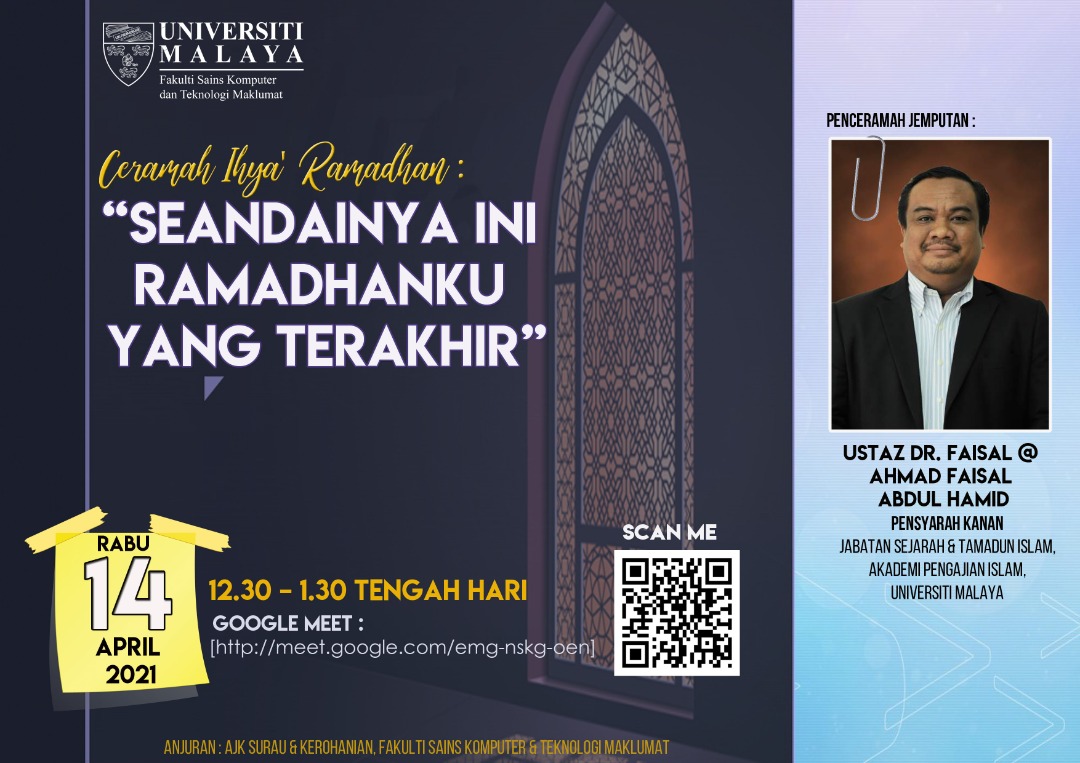 UNIVERSITI
MALAYA
Fakulti Sains Komputer
dan Teknologi Maklumat
Ceramah Ihya' Ramadhan :
“SEANDAINYA INI
RAMADHANKU
YANG TERAKHIR”
RABU
14
APRIL
2021
12.30 – 1.30 TENGAH HARI
GOOGLE MEET :
[http://meet.google.com/emg-nskg-oen]
SCAN ME
ANJURAN : AJK SURAU & KEROHANIAN, FAKULTI SAINS KOMPUTER & TEKNOLOGI MAKLUMAT
PENCERAMAH JEMPUTAN :
USTAZ DR. FAISAL @
AHMAD FAISAL
ABDUL HAMID
PENSYARAH KANAN
JABATAN SEJARAH & TAMADUN ISLAM,
AKADEMI PENGAJIAN ISLAM,
UNIVERSITI MALAYA